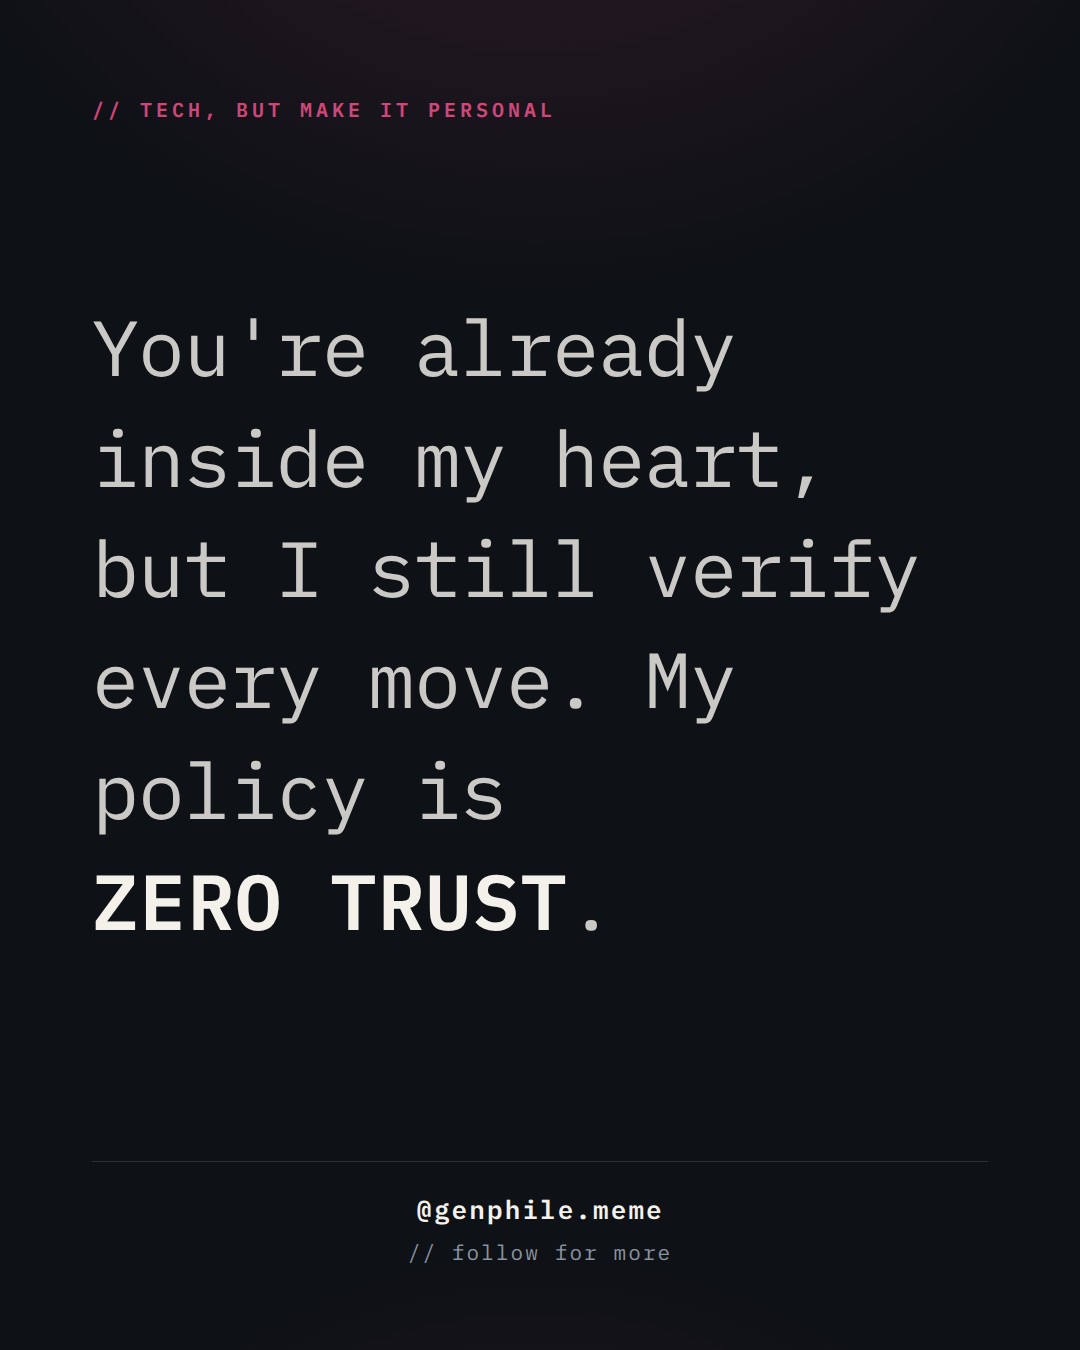 // TECH, BUT MAKE IT PERSONAL
You're already
inside my heart,
but I still verify
every move. My
policy is
ZERO TRUST.
@genphile.meme
// follow for more